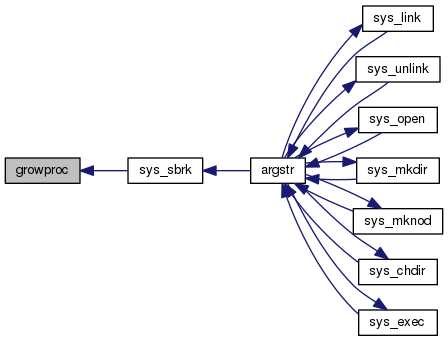 growproc
sys_sbrk
argstr
sys_link
sys_unlink
sys_open
sys_mkdir
sys_mknod
sys_chdir
sys_exec